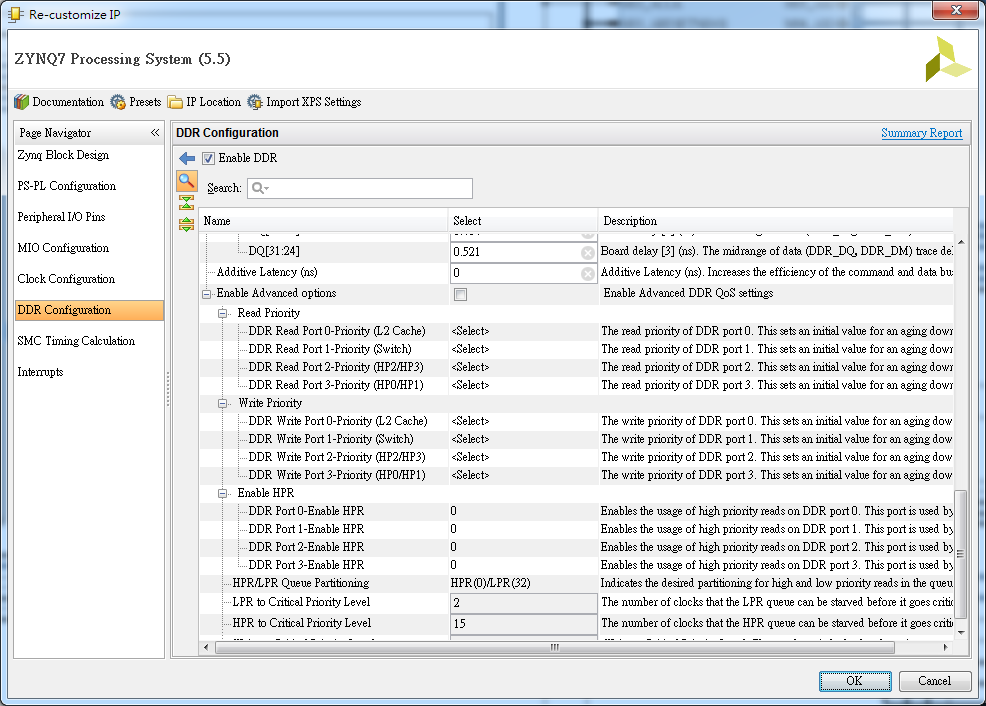 Re-customize IP
ZYNQ7 Processing System (5.5)
Documentation Presets IP Location Import XPS Settings
Page Navigator «
Zynq Block Design
PS-PL Configuration
Peripheral I/O Pins
MIO Configuration
Clock Configuration
DDR Configuration
SMC Timing Calculation
Interrupts
DDR Configuration Summary Report
Enable DDR
Search:
Name Select Description
DQ[31:24] 0.521 Board delay [3] (ns). The midrange of data (DDR_DQ, DDR_DM) trace de
Additive Latency (ns) 0 Additive Latency (ns). Increases the efficiency of the command and data bu
Enable Advanced options Enable Advanced DDR QoS settings
Read Priority
DDR Read Port 0-Priority (L2 Cache) <Select> The read priority of DDR port 0. This sets an initial value for an aging down
DDR Read Port 1-Priority (Switch) <Select> The read priority of DDR port 1. This sets an initial value for an aging down
DDR Read Port 2-Priority (HP2/HP3) <Select> The read priority of DDR port 2. This sets an initial value for an aging down
DDR Read Port 3-Priority (HP0/HP1) <Select> The read priority of DDR port 3. This sets an initial value for an aging down
Write Priority
DDR Write Port 0-Priority (L2 Cache) <Select> The write priority of DDR port 0. This sets an initial value for an aging dow
DDR Write Port 1-Priority (Switch) <Select> The write priority of DDR port 1. This sets an initial value for an aging dow
DDR Write Port 2-Priority (HP2/HP3) <Select> The write priority of DDR port 2. This sets an initial value for an aging dow
DDR Write Port 3-Priority (HP0/HP1) <Select> The write priority of DDR port 3. This sets an initial value for an aging dow
Enable HPR
DDR Port 0-Enable HPR 0 Enables the usage of high priority reads on DDR port 0. This port is used by
DDR Port 1-Enable HPR 0 Enables the usage of high priority reads on DDR port 1. This port is used by
DDR Port 2-Enable HPR 0 Enables the usage of high priority reads on DDR port 2. This port is used by
DDR Port 3-Enable HPR 0 Enables the usage of high priority reads on DDR port 3. This port is used by
HPR/LPR Queue Partitioning HPR(0)/LPR(32) Indicates the desired partitioning for high and low priority reads in the queu
LPR to Critical Priority Level 2 The number of clocks that the LPR queue can be starved before it goes critic
HPR to Critical Priority Level 15 The number of clocks that the HPR queue can be starved before it goes critic
OK Cancel